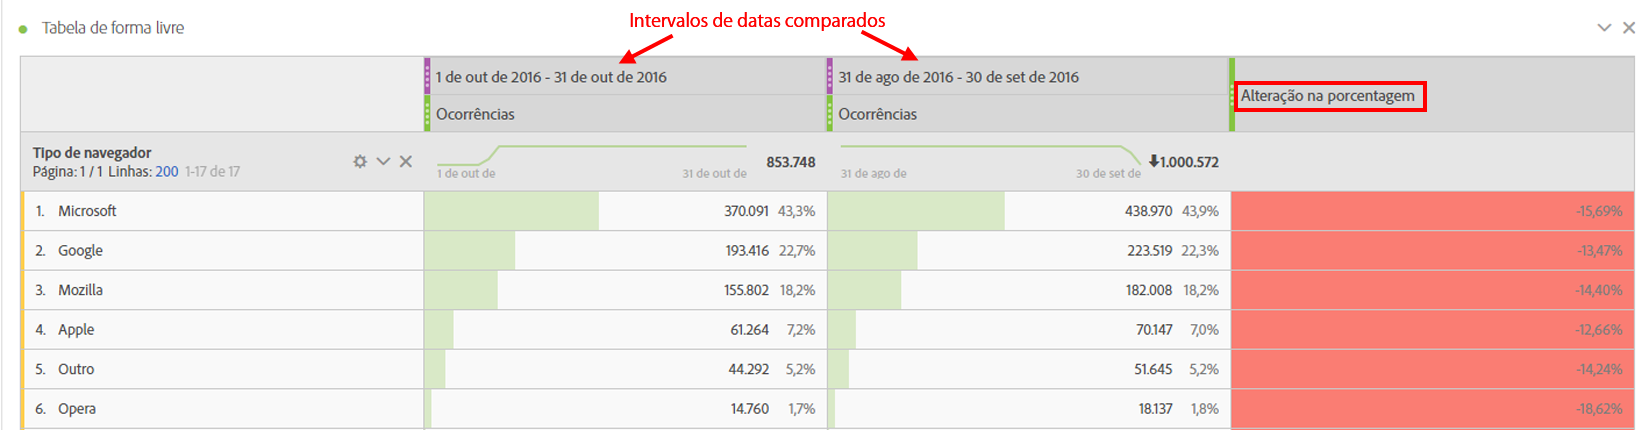 Intervalos de datas comparados
Tabela de forma livre
1 de out de 2016 - 31 de out de 2016
31 de ago de 2016 - 30 de set de 2016
Alteração na porcentagem
Ocorrências
Ocorrências
Tipo de navegador
Página: 1 / 1 Linhas: 200 1-17 de 17
1 de out de
31 de out de
853.748
31 de ago de
30 de set de
1.000.572
1. Microsoft 370.091 43,3% 438.970 43,9% -15,69%
2. Google 193.416 22,7% 223.519 22,3% -13,47%
3. Mozilla 155.802 18,2% 182.008 18,2% -14,40%
4. Apple 61.264 7,2% 70.147 7,0% -12,66%
5. Outro 44.292 5,2% 51.645 5,2% -14,24%
6. Opera 14.760 1,7% 18.137 1,8% -18,62%